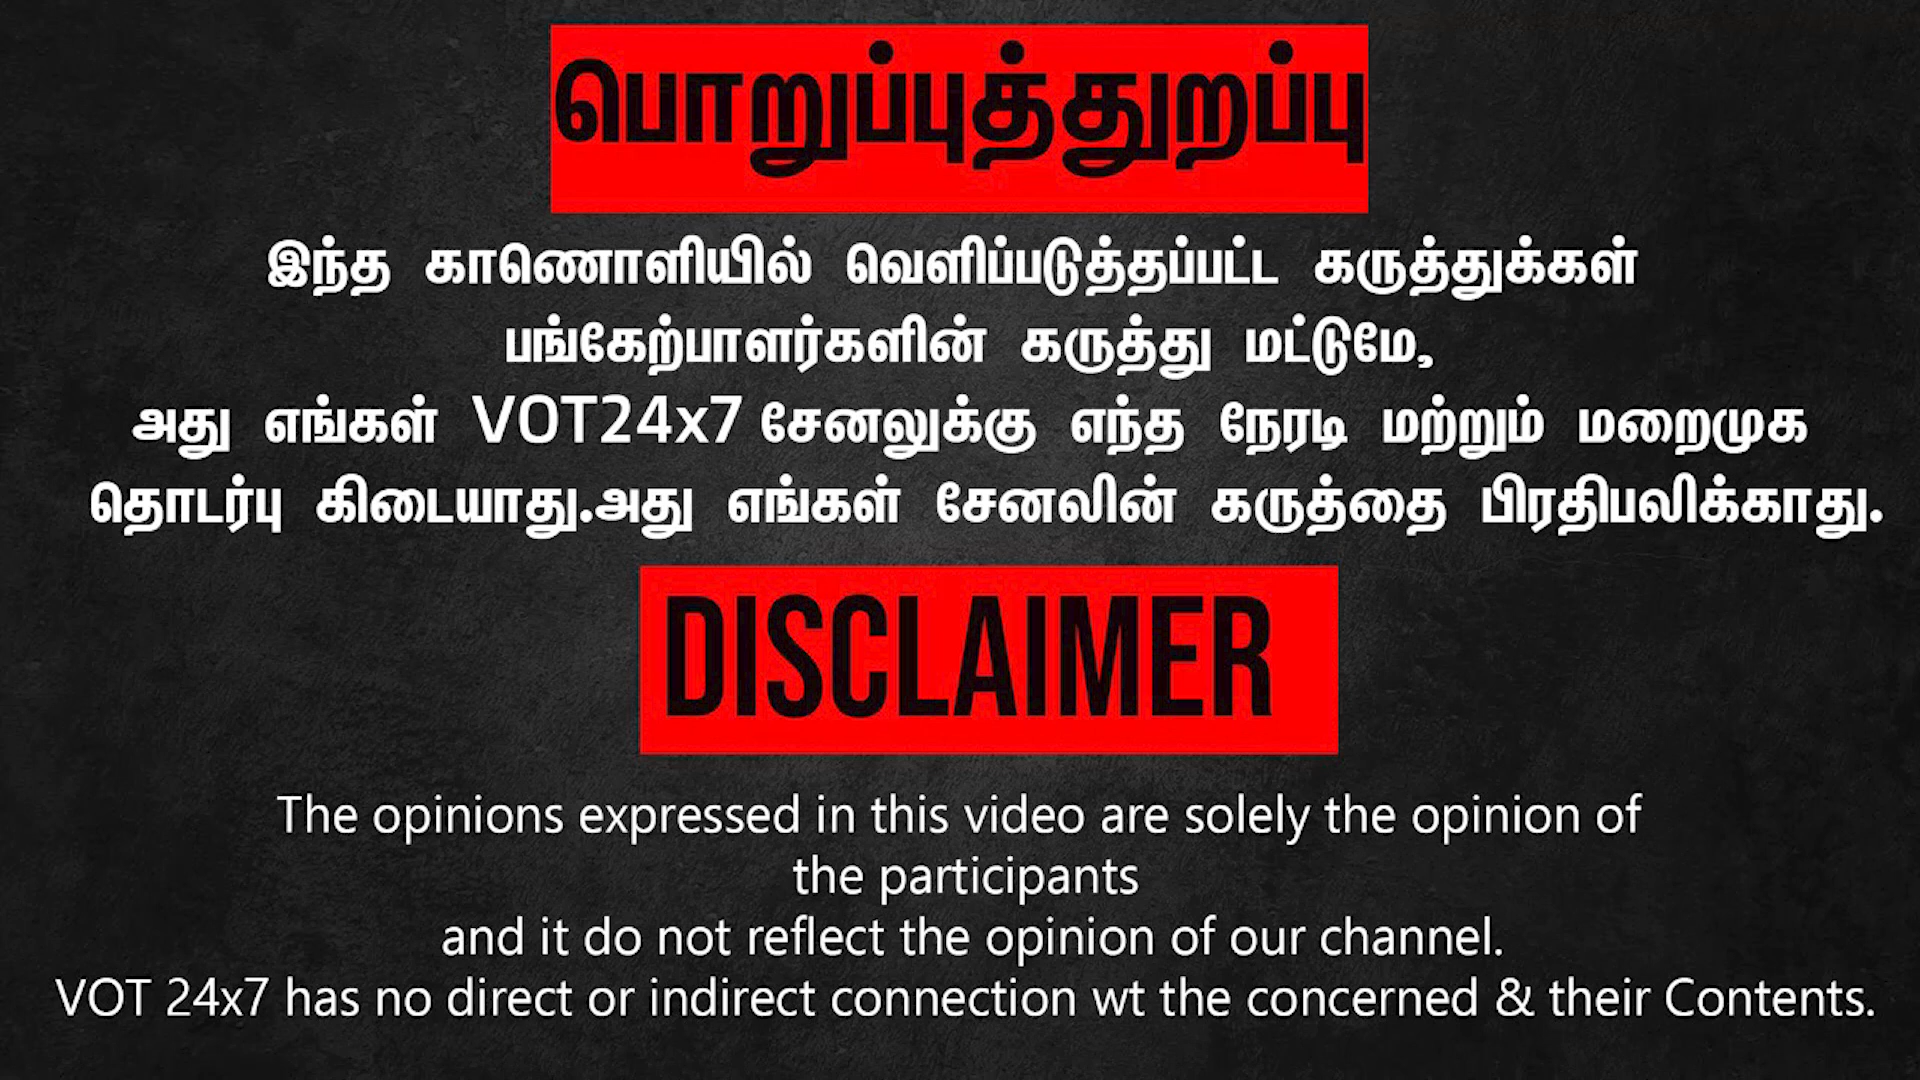 பொறுப்புத்துறப்பு
இந்த காணொளியில் வெளிப்படுத்தப்பட்ட கருத்துக்கள்
பங்கேற்பாளர்களின் கருத்து மட்டுமே,
அது எங்கள் VOT24x7 சேனலுக்கு எந்த நேரடி மற்றும் மறைமுக
தொடர்பு கிடையாது.அது எங்கள் சேனலின் கருத்தை பிரதிபலிக்காது.
DISCLAIMER
The opinions expressed in this video are solely the opinion of
the participants
and it do not reflect the opinion of our channel.
VOT 24x7 has no direct or indirect connection wt the concerned & their Contents.